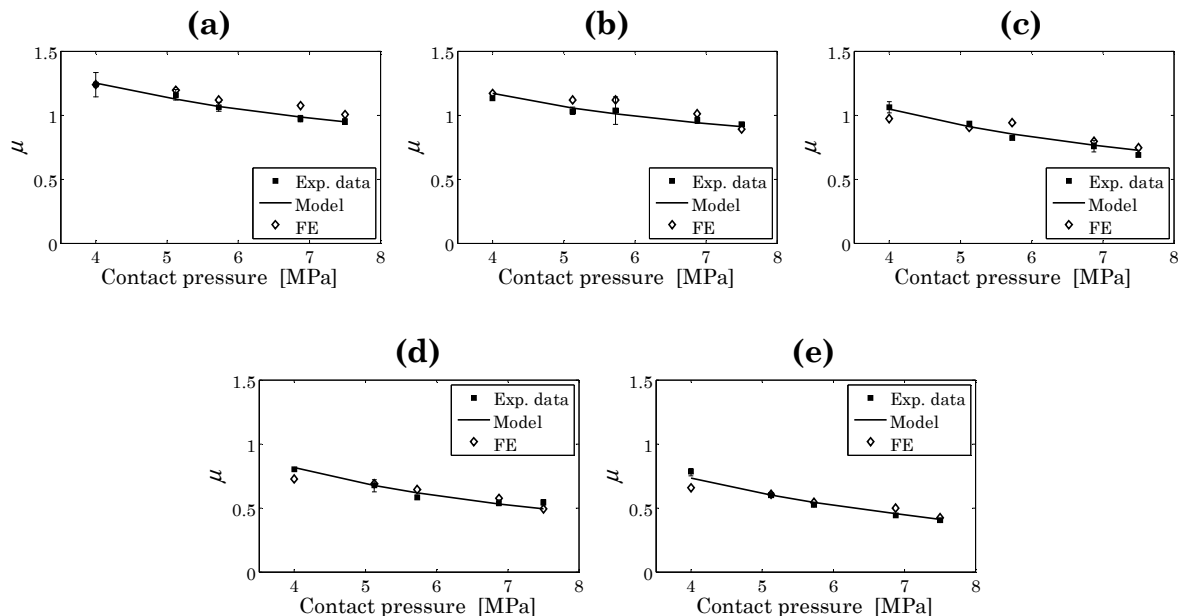 (a)
1.5
1
0.5
0
μ
Exp. data
Model
FE
4 5 6 7 8
Contact pressure [MPa]
(b)
1.5
1
0.5
0
μ
Exp. data
Model
FE
4 5 6 7 8
Contact pressure [MPa]
(c)
1.5
1
0.5
0
μ
Exp. data
Model
FE
4 5 6 7 8
Contact pressure [MPa]
(d)
1.5
1
0.5
0
μ
Exp. data
Model
FE
4 5 6 7 8
Contact pressure [MPa]
(e)
1.5
1
0.5
0
μ
Exp. data
Model
FE
4 5 6 7 8
Contact pressure [MPa]